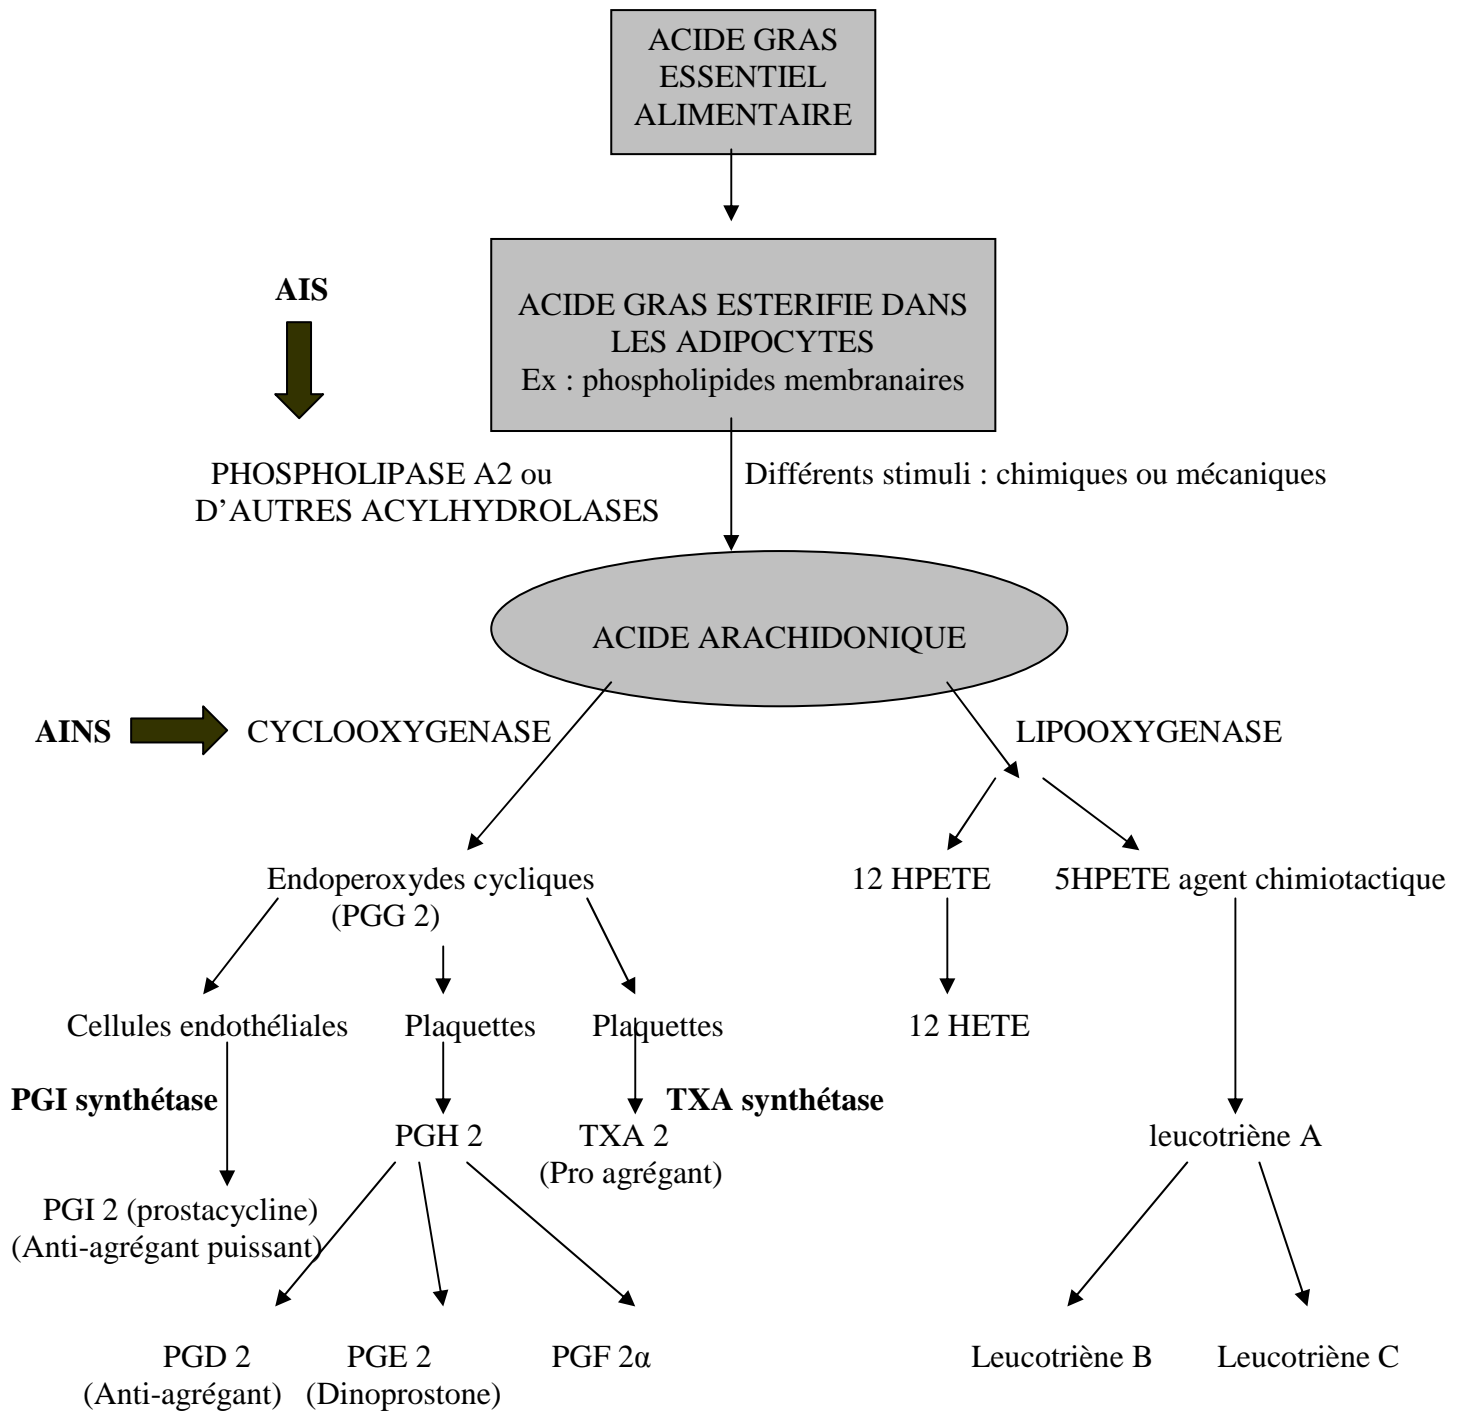 ACIDE GRAS
ESSENTIEL
ALIMENTAIRE
AIS
ACIDE GRAS ESTERIFIE DANS
LES ADIPOCYTES
Ex : phospholipides membranaires
PHOSPHOLIPASE A2 ou
D’AUTRES ACYLHYDROLASES
Différents stimuli : chimiques ou mécaniques
ACIDE ARACHIDONIQUE
AINS
CYCLOOXYGENASE
LIPOOXYGENASE
Endoperoxydes cycliques
(PGG 2)
12 HPETE
5HPETE agent chimiotactique
Cellules endothéliales
Plaquettes
Plaquettes
12 HETE
PGI synthétase
TXA synthétase
PGH 2
TXA 2
(Pro agrégant)
leucotriène A
PGI 2 (prostacycline)
(Anti-agrégant puissant)
PGD 2
(Anti-agrégant)
PGE 2
(Dinoprostone)
PGF 2α
Leucotriène B
Leucotriène C